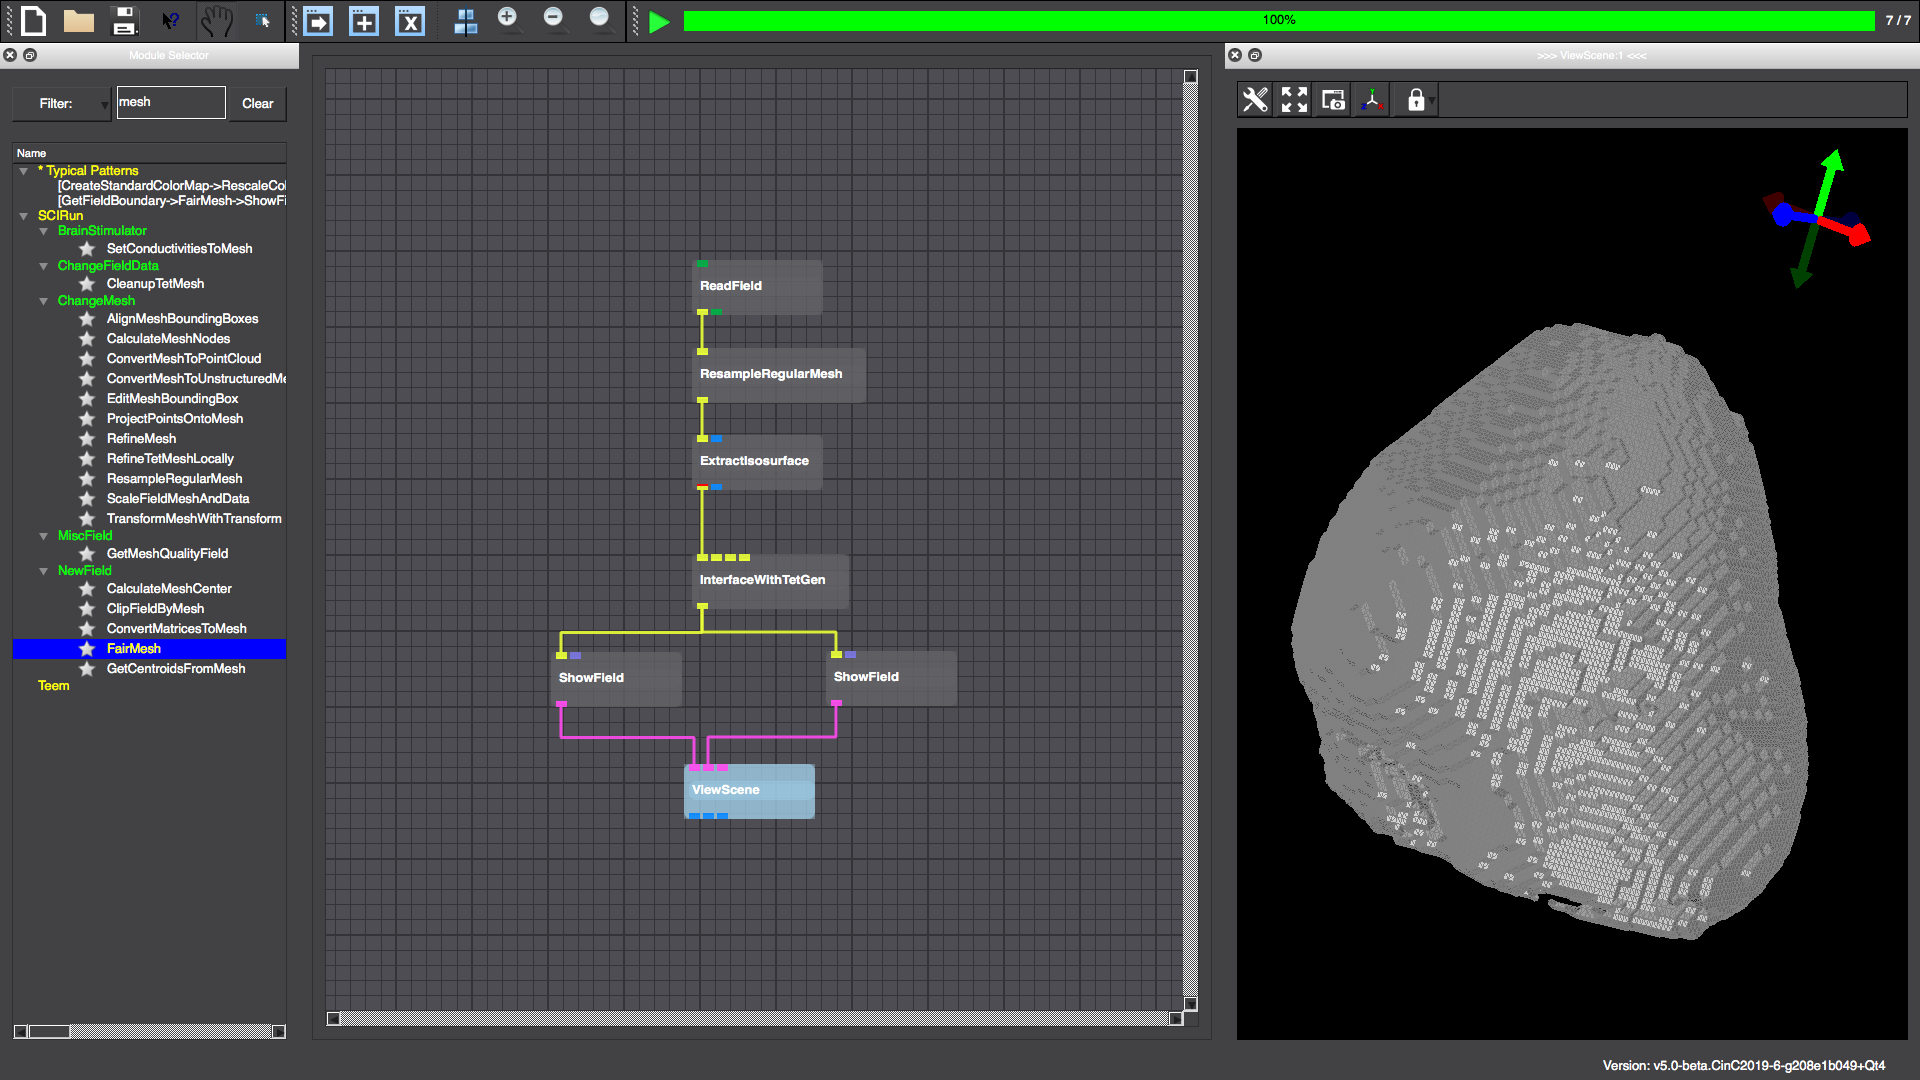 100%
7 / 7
Module Selector
>>> ViewScene:1 <<<
Filter:
mesh
Clear
Name
* Typical Patterns
[CreateStandardColorMap->RescaleCol
[GetFieldBoundary->FairMesh->ShowFi
SCIRun
BrainStimulator
SetConductivitiesToMesh
ChangeFieldData
CleanupTetMesh
ChangeMesh
AlignMeshBoundingBoxes
CalculateMeshNodes
ConvertMeshToPointCloud
ConvertMeshToUnstructuredMe
EditMeshBoundingBox
ProjectPointsOntoMesh
RefineMesh
RefineTetMeshLocally
ResampleRegularMesh
ScaleFieldMeshAndData
TransformMeshWithTransform
MiscField
GetMeshQualityField
NewField
CalculateMeshCenter
ClipFieldByMesh
ConvertMatricesToMesh
FairMesh
GetCentroidsFromMesh
Teem
ReadField
ResampleRegularMesh
ExtractIsosurface
InterfaceWithTetGen
ShowField
ShowField
ViewScene
Version: v5.0-beta.CinC2019-6-g208e1b049+Qt4